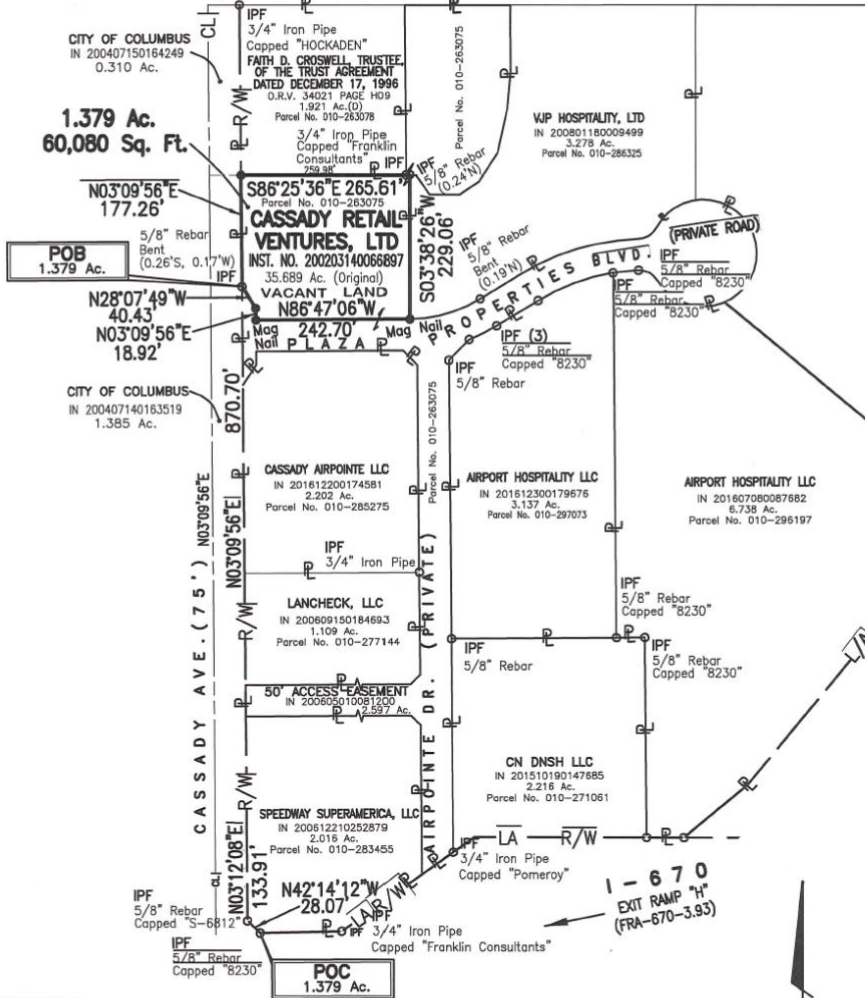 CL
IPF
3/4" Iron Pipe
Capped "HOCKADEN"
CITY OF COLUMBUS
IN 200407150164249
0.310 Ac.
R/W
FAITH D. CROSWELL, TRUSTEE,
OF THE TRUST AGREEMENT
DATED DECEMBER 17, 1996
O.R.V. 34021 PAGE H09
1.921 Ac.(D)
Parcel No. 010-263078
Parcel No. 010-263075
VJP HOSPITALITY, LTD
IN 200801180009499
3.278 Ac.
Parcel No. 010-286325
1.379 Ac.
60,080 Sq. Ft.
3/4" Iron Pipe
Capped "Franklin
Consultants"
259.98'
IPF
IPF
5/8" Rebar
(0.24'N)
N03°09'56"E
177.26'
S86°25'36"E 265.61'
Parcel No. 010-263075
CASSADY RETAIL
VENTURES, LTD
INST. NO. 200203140066897
35.689 Ac. (Original)
VACANT LAND
N86°47'06"W
242.70'
S03°38'26"W
229.06'
5/8" Rebar
Bent
(0.26'S, 0.17'W)
IPF
POB
1.379 Ac.
N28°07'49"W
40.43'
N03°09'56"E
18.92'
Mag
Nail
Mag Nail
IPF
5/8" Rebar
Bent
(0.19'N)
PLAZA PROPERTIES BLVD.
(PRIVATE ROAD)
IPF
5/8" Rebar
Capped "8230"
IPF
5/8" Rebar
Capped "8230"
IPF (3)
5/8" Rebar
Capped "8230"
IPF
5/8" Rebar
CITY OF COLUMBUS
IN 200407140163519
1.385 Ac.
870.70'
N03°09'56"E
N03°09'56"E
CASSADY AIRPOINTE LLC
IN 201612200174581
2.202 Ac.
Parcel No. 010-285275
Parcel No. 010-263075
AIRPORT HOSPITALITY LLC
IN 201612300179676
3.137 Ac.
Parcel No. 010-297073
AIRPORT HOSPITALITY LLC
IN 201607080087682
6.738 Ac.
Parcel No. 010-296197
IPF
3/4" Iron Pipe
LANCHECK, LLC
IN 200609150184693
1.109 Ac.
Parcel No. 010-277144
R/W
IPF
5/8" Rebar
Capped "8230"
IPF
5/8" Rebar
IPF
5/8" Rebar
Capped "8230"
50' ACCESS EASEMENT
IN 200605010081200
2.597 Ac.
CASSADY AVE. (75')
AIRPOINTE DR. (PRIVATE)
R/W
CN DNSH LLC
IN 201510190147685
2.216 Ac.
Parcel No. 010-271061
SPEEDWAY SUPERAMERICA, LLC
IN 200612210252879
2.016 Ac.
Parcel No. 010-283455
N03°12'08"E
133.91'
N42°14'12"W
28.07'
LA R/W
LA R/W
IPF
3/4" Iron Pipe
Capped "Pomeroy"
I-670
EXIT RAMP "H"
(FRA-670-3.93)
IPF
5/8" Rebar
Capped "S-6812"
IPF
5/8" Rebar
Capped "8230"
IPF
3/4" Iron Pipe
Capped "Franklin Consultants"
IPF
POC
1.379 Ac.